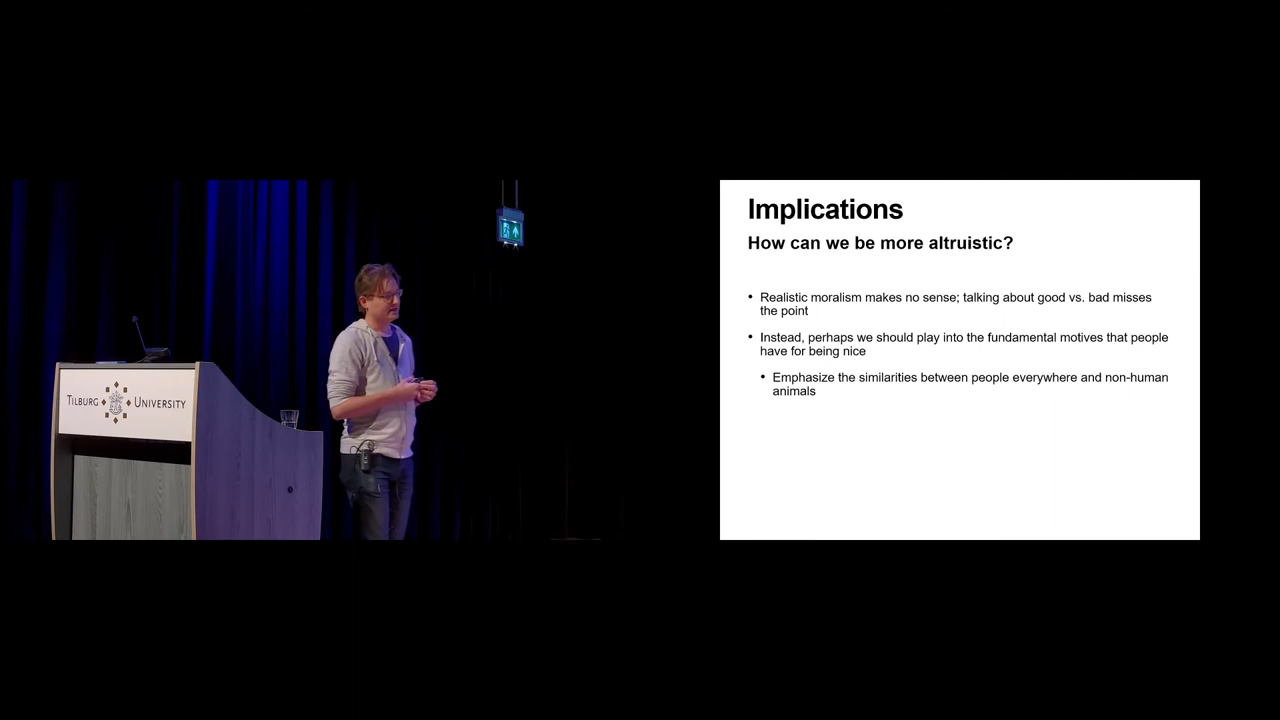 TILBURG UNIVERSITY
Implications
How can we be more altruistic?
• Realistic moralism makes no sense; talking about good vs. bad misses
the point
• Instead, perhaps we should play into the fundamental motives that people
have for being nice
• Emphasize the similarities between people everywhere and non-human
animals